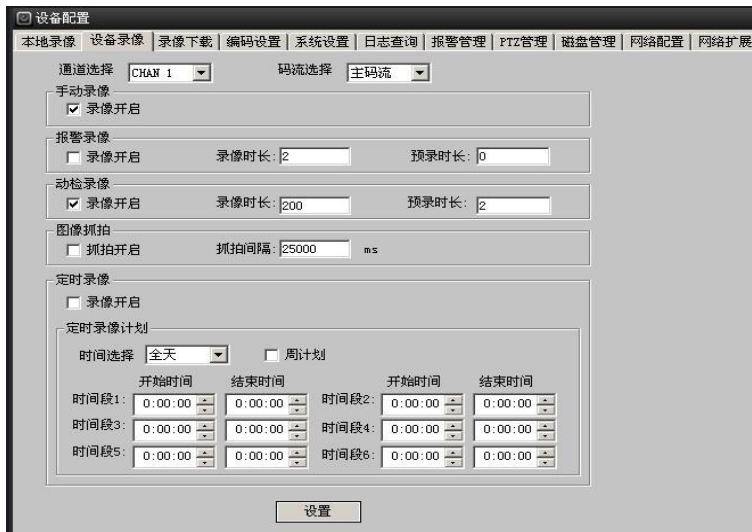 设备配置
本地录像 设备录像 录像下载 编码设置 系统设置 日志查询 报警管理 PTZ管理 磁盘管理 网络配置 网络扩展
通道选择 CHAN 1 码流选择 主码流
手动录像
录像开启
报警录像
录像开启 录像时长: 2 预录时长: 0
动检录像
录像开启 录像时长: 200 预录时长: 2
图像抓拍
抓拍开启 抓拍间隔: 25000 ms
定时录像
录像开启
定时录像计划
时间选择 全天 周计划
开始时间 结束时间 开始时间 结束时间
时间段1: 0:00:00 0:00:00 时间段2: 0:00:00 0:00:00
时间段3: 0:00:00 0:00:00 时间段4: 0:00:00 0:00:00
时间段5: 0:00:00 0:00:00 时间段6: 0:00:00 0:00:00
设置